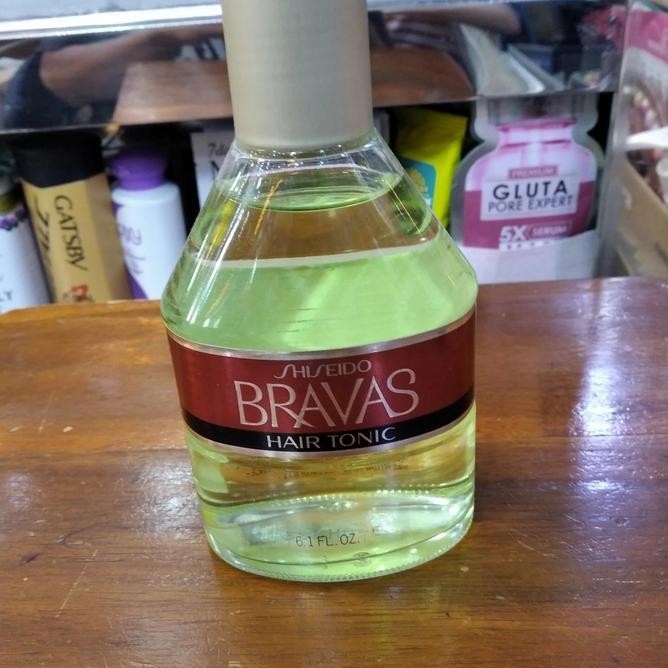 SHISEIDO
BRAVAS
HAIR TONIC
6.1 FL. OZ.
GATSBY
PREMIUM
GLUTA
PORE EXPERT
5X SERUM